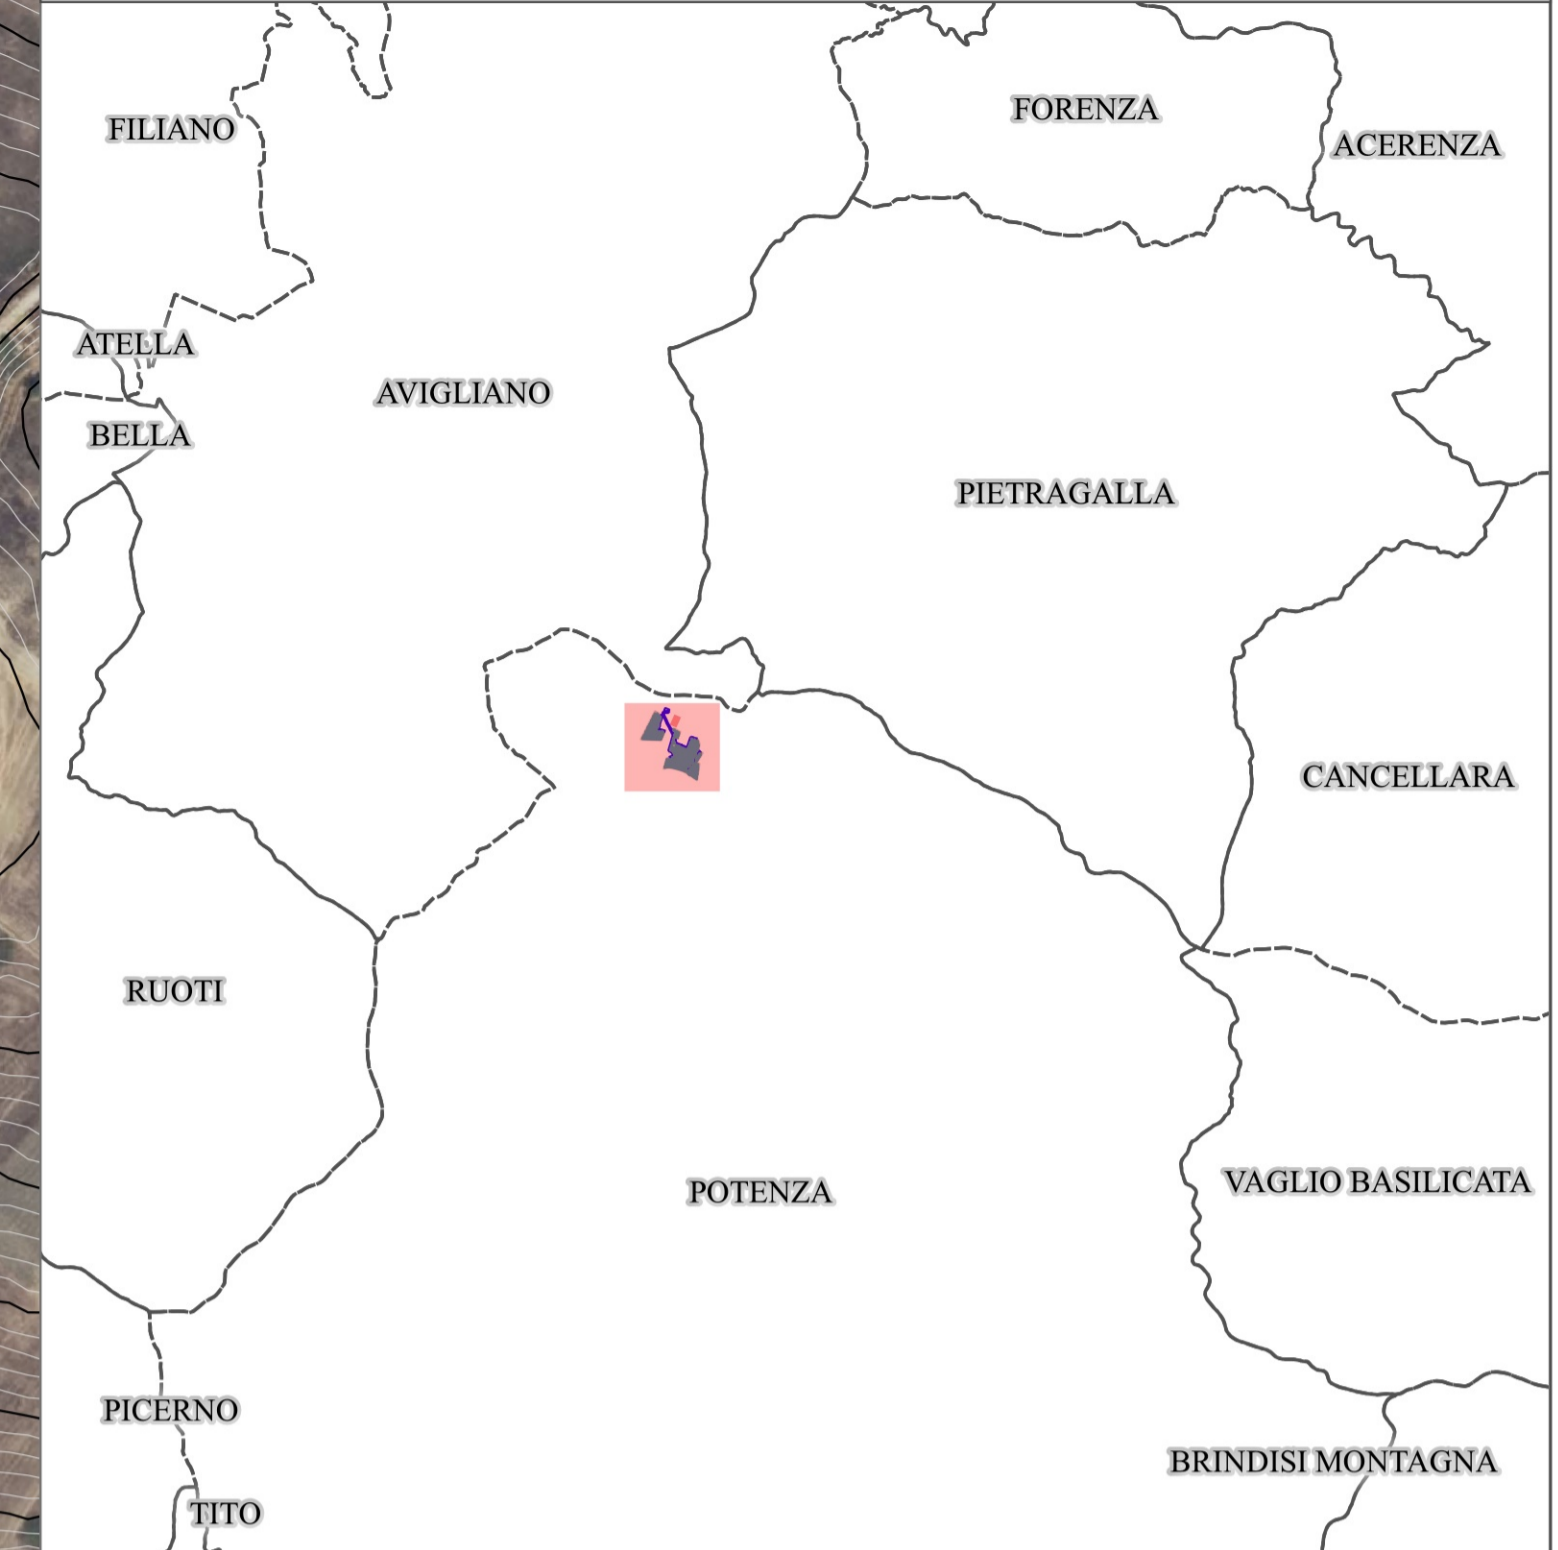 FORENZA
FILIANO
ACERENZA
ATELLA
AVIGLIANO
BELLA
PIETRAGALLA
CANCELLARA
RUOTI
VAGLIO BASILICATA
POTENZA
PICERNO
BRINDISI MONTAGNA
TITO